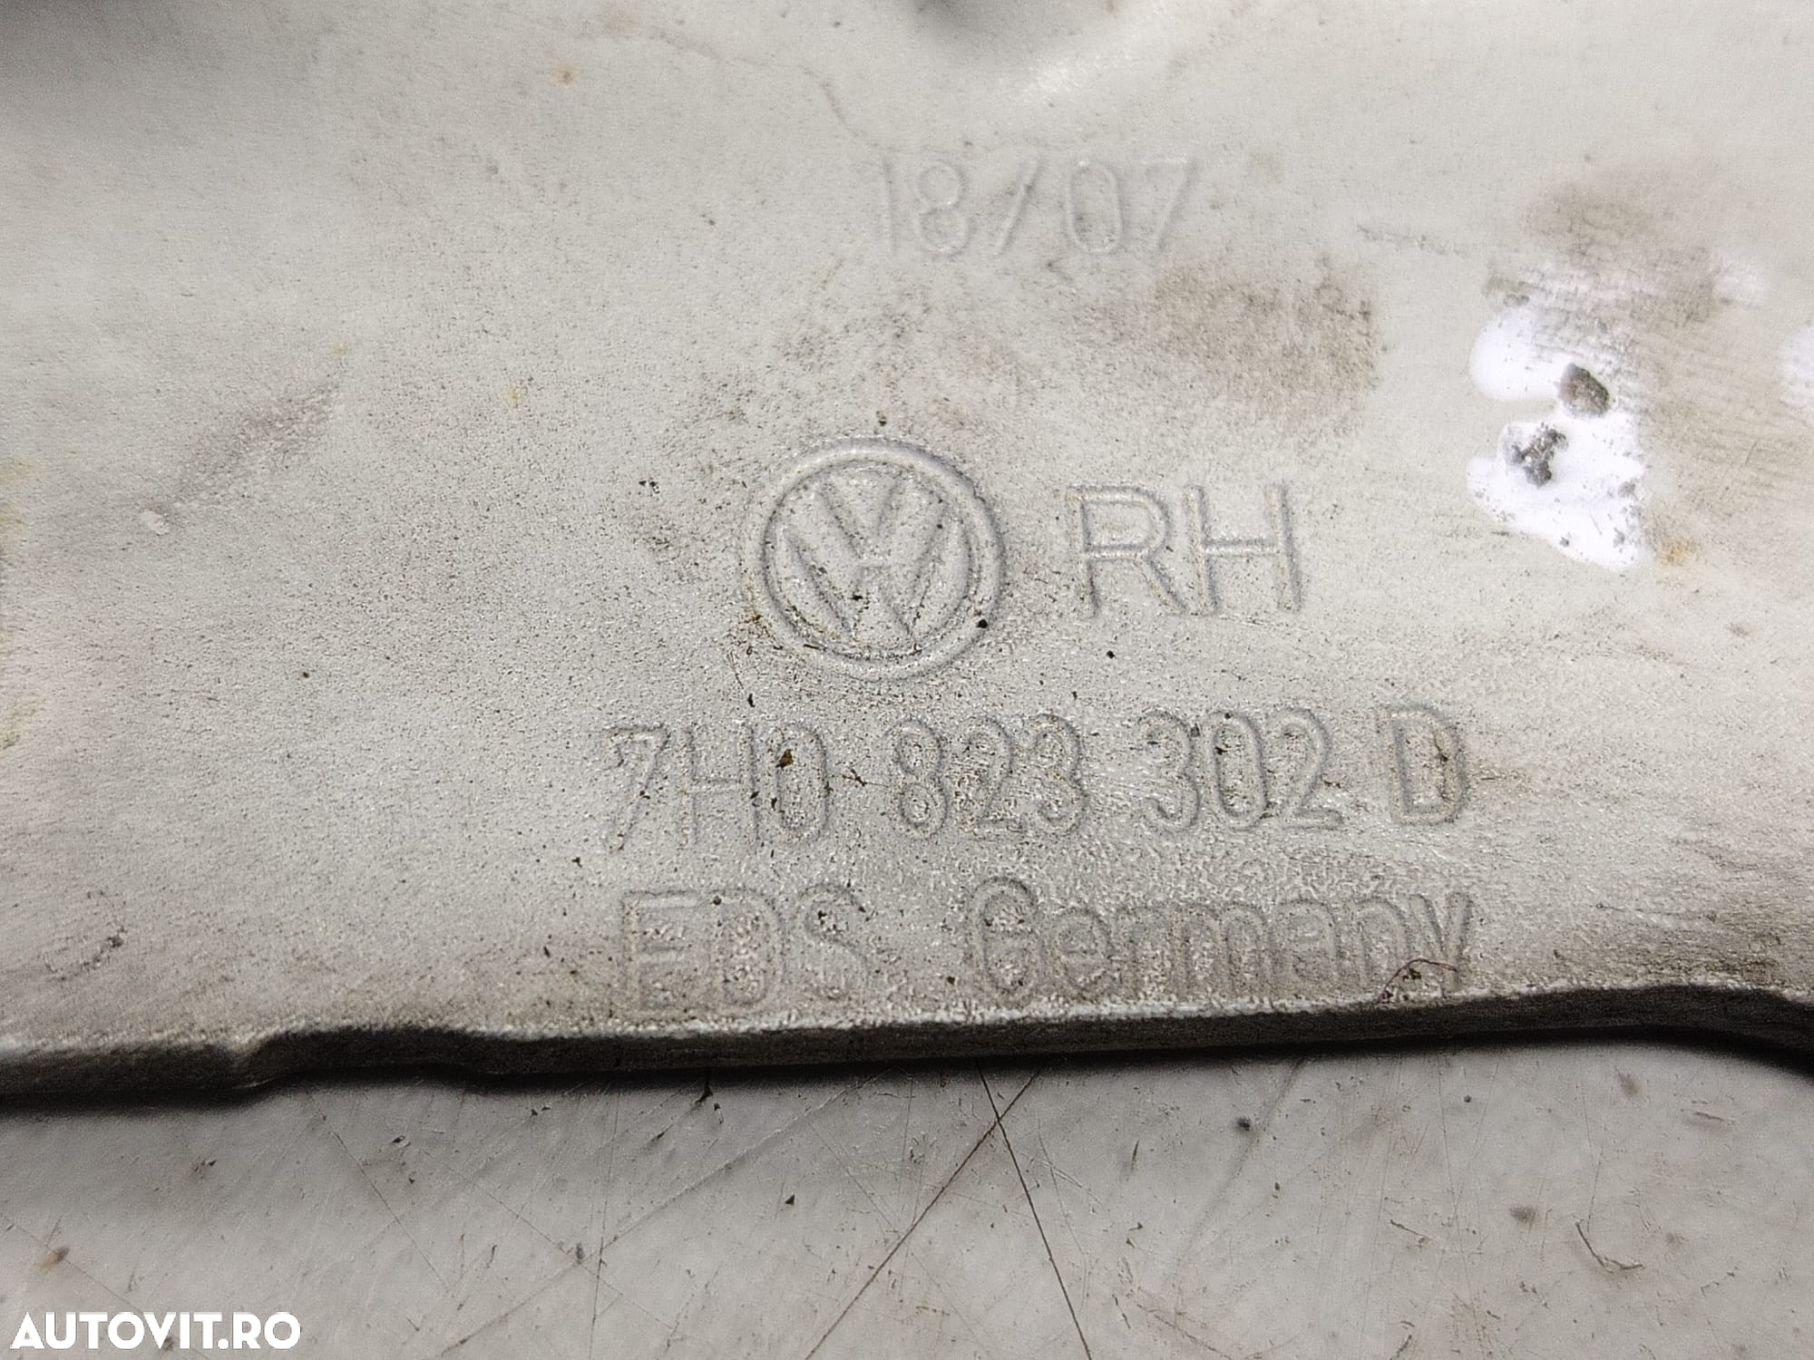 18/07
RH
7H0 823 302 D
EDS Germany
AUTOVIT.RO